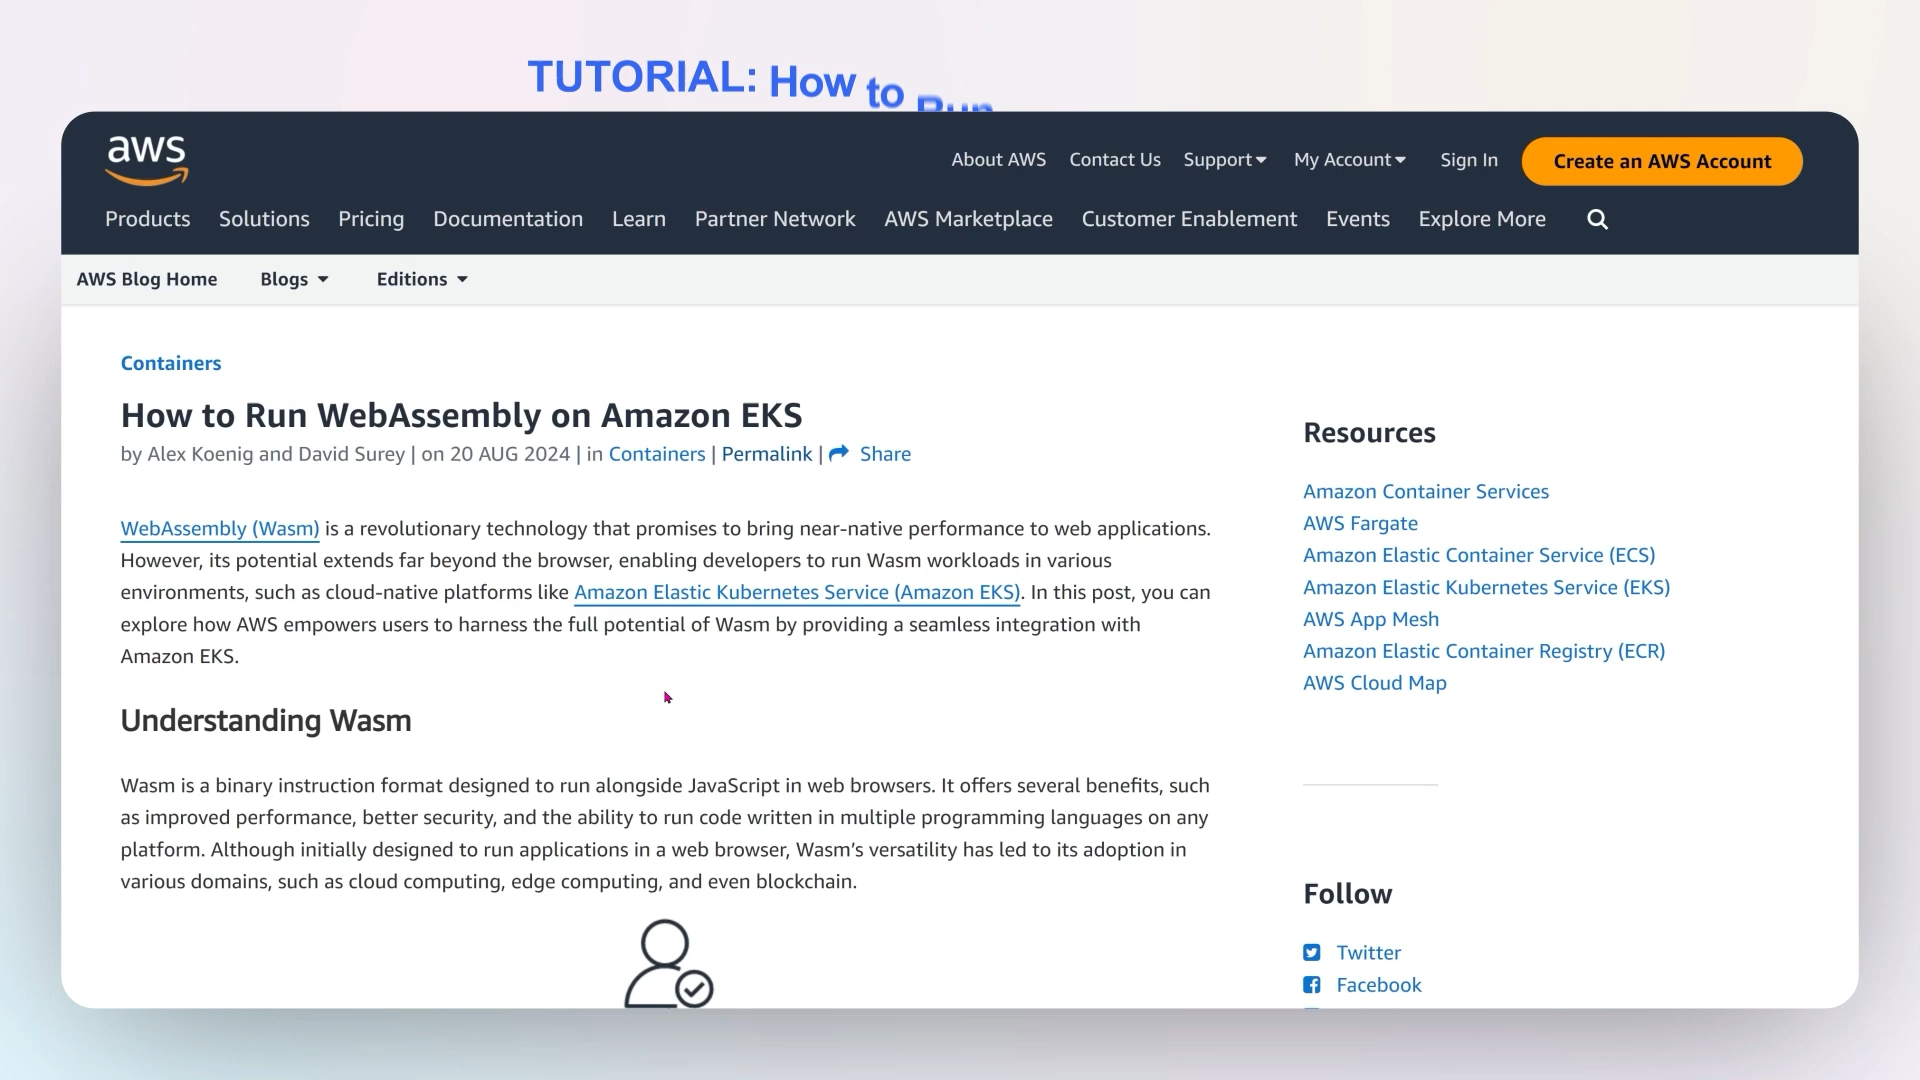 TUTORIAL: How to Run
aws
About AWS Contact Us Support My Account Sign In Create an AWS Account
Products Solutions Pricing Documentation Learn Partner Network AWS Marketplace Customer Enablement Events Explore More
AWS Blog Home Blogs Editions
Containers
How to Run WebAssembly on Amazon EKS
by Alex Koenig and David Surey | on 20 AUG 2024 | in Containers | Permalink | Share
WebAssembly (Wasm) is a revolutionary technology that promises to bring near-native performance to web applications.
However, its potential extends far beyond the browser, enabling developers to run Wasm workloads in various
environments, such as cloud-native platforms like Amazon Elastic Kubernetes Service (Amazon EKS). In this post, you can
explore how AWS empowers users to harness the full potential of Wasm by providing a seamless integration with
Amazon EKS.
Understanding Wasm
Wasm is a binary instruction format designed to run alongside JavaScript in web browsers. It offers several benefits, such
as improved performance, better security, and the ability to run code written in multiple programming languages on any
platform. Although initially designed to run applications in a web browser, Wasm’s versatility has led to its adoption in
various domains, such as cloud computing, edge computing, and even blockchain.
Resources
Amazon Container Services
AWS Fargate
Amazon Elastic Container Service (ECS)
Amazon Elastic Kubernetes Service (EKS)
AWS App Mesh
Amazon Elastic Container Registry (ECR)
AWS Cloud Map
Follow
Twitter
Facebook